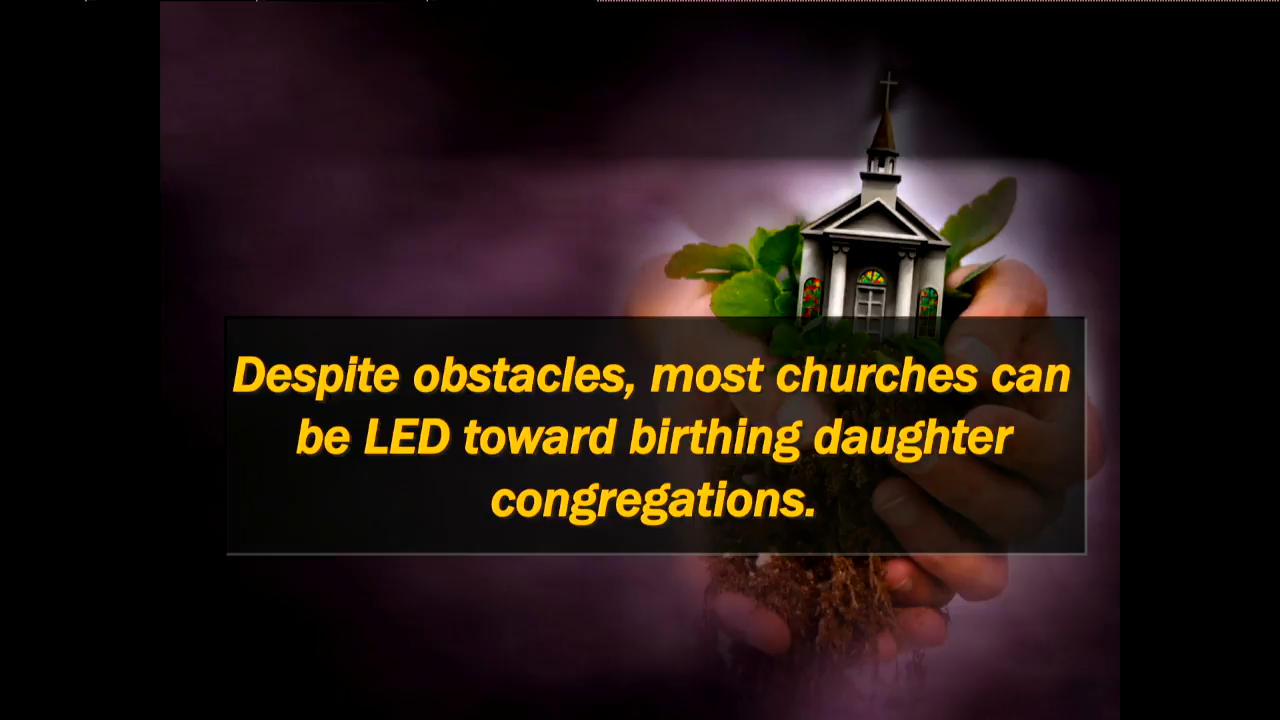 Despite obstacles, most churches can
be LED toward birthing daughter
congregations.